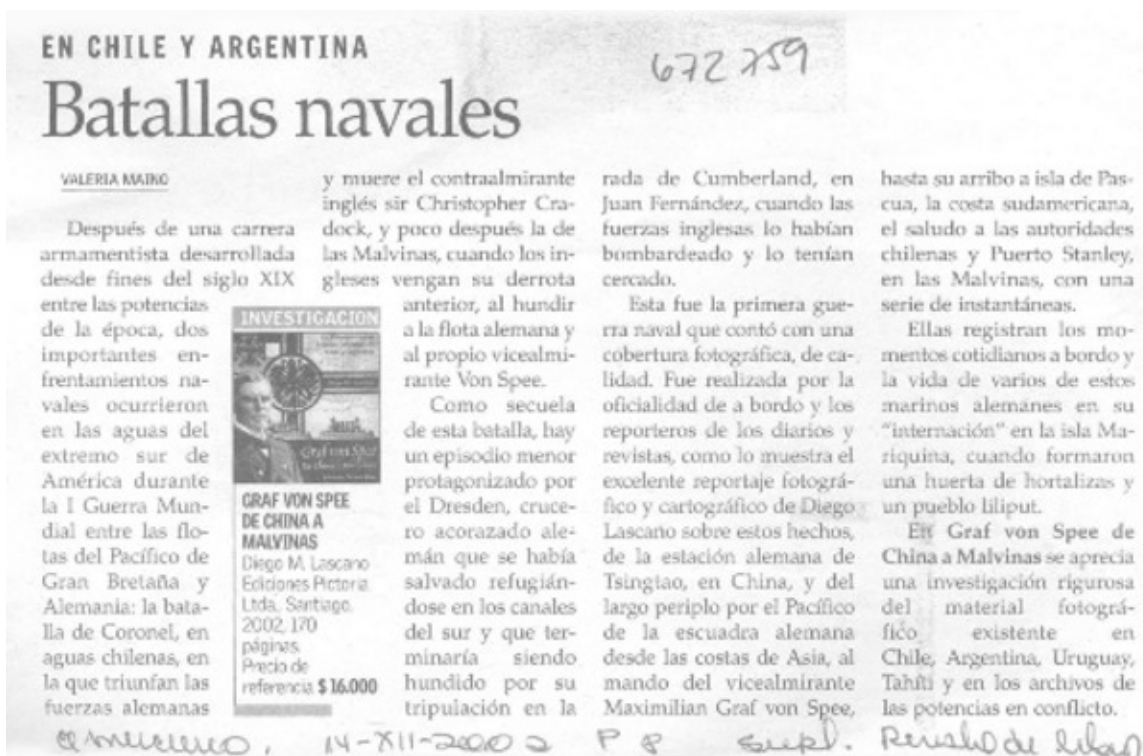 EN CHILE Y ARGENTINA
672759
Batallas navales
VALERIA MAINO
Después de una carrera
armamentista desarrollada
desde fines del siglo XIX
entre las potencias
de la época, dos
importantes en-
frentamientos na-
vales ocurrieron
en las aguas del
extremo sur de
América durante
la I Guerra Mun-
dial entre las flo-
tas del Pacífico de
Gran Bretaña y
Alemania: la bata-
lla de Coronel, en
aguas chilenas, en
la que triunfan las
fuerzas alemanas
INVESTIGACION
Graf von Spee
GRAF VON SPEE
DE CHINA A
MALVINAS
Diego M. Lascano
Ediciones Pictoria
Ltda., Santiago,
2002, 170
páginas.
Precio de
referencia $ 16.000
y muere el contraalmirante
inglés sir Christopher Cra-
dock, y poco después la de
las Malvinas, cuando los in-
gleses vengan su derrota
anterior, al hundir
a la flota alemana y
al propio vicealmi-
rante Von Spee.
Como secuela
de esta batalla, hay
un episodio menor
protagonizado por
el Dresden, cruce-
ro acorazado ale-
mán que se había
salvado refugián-
dose en los canales
del sur y que ter-
minaría siendo
hundido por su
tripulación en la
rada de Cumberland, en
Juan Fernández, cuando las
fuerzas inglesas lo habían
bombardeado y lo tenían
cercado.
Esta fue la primera gue-
rra naval que contó con una
cobertura fotográfica, de ca-
lidad. Fue realizada por la
oficialidad de a bordo y los
reporteros de los diarios y
revistas, como lo muestra el
excelente reportaje fotográ-
fico y cartográfico de Diego
Lascano sobre estos hechos,
de la estación alemana de
Tsingtao, en China, y del
largo periplo por el Pacífico
de la escuadra alemana
desde las costas de Asia, al
mando del vicealmirante
Maximilian Graf von Spee,
hasta su arribo a isla de Pas-
cua, la costa sudamericana,
el saludo a las autoridades
chilenas y Puerto Stanley,
en las Malvinas, con una
serie de instantáneas.
Ellas registran los mo-
mentos cotidianos a bordo y
la vida de varios de estos
marinos alemanes en su
"internación" en la isla Ma-
riquina, cuando formaron
una huerta de hortalizas y
un pueblo liliput.
En Graf von Spee de
China a Malvinas se aprecia
una investigación rigurosa
del material fotográ-
fico existente en
Chile, Argentina, Uruguay,
Tahíti y en los archivos de
las potencias en conflicto.
14-XII-2002 P 8 supl.